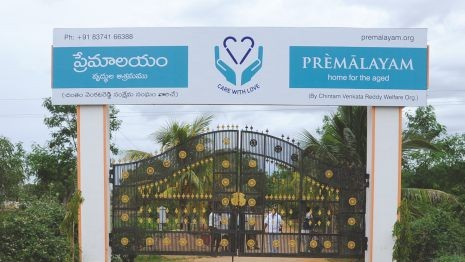 Ph: +91 83741 66388
premalayam.org
ప్రేమాలయం
వృద్ధుల ఆశ్రమము
(చింతం వెంకటరెడ్డి సంక్షేమ సంఘం వారిచే)
CARE WITH LOVE
PRÈMĀLAYAM
home for the aged
(By Chintam Venkata Reddy Welfare Org.)